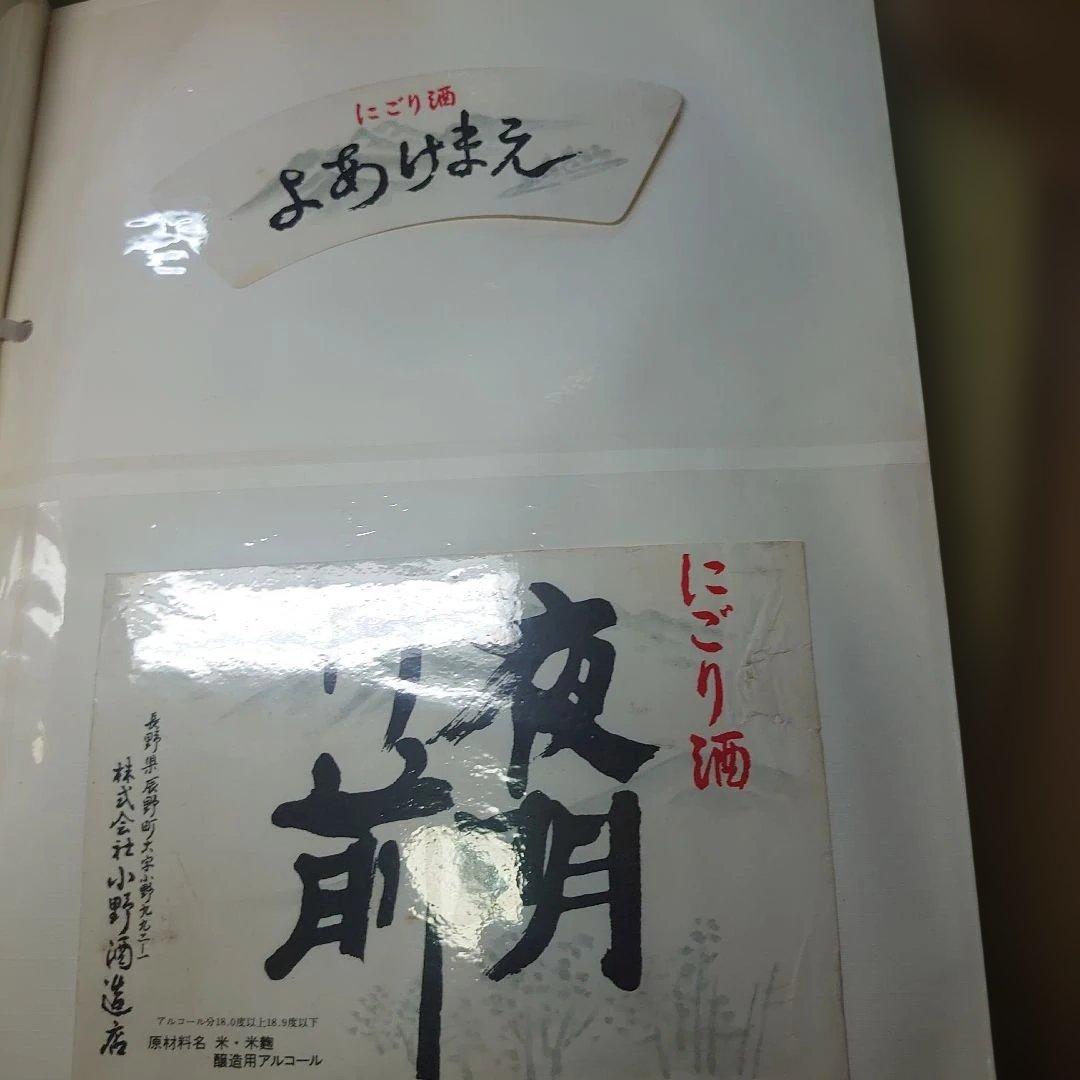 にごり酒
よあけまえ
にごり酒
夜明
け前
長野県辰野町大字小野九九二ー一
株式会社小野酒造店
アルコール分18.0度以上18.9度以下
原材料名 米・米麹
醸造用アルコール